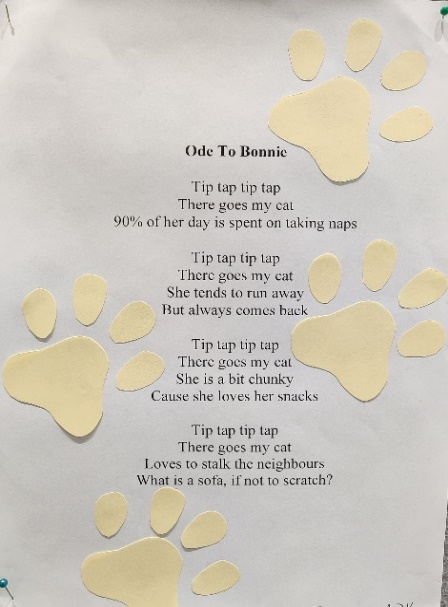 Ode To Bonnie
Tip tap tip tap
There goes my cat
90% of her day is spent on taking naps
Tip tap tip tap
There goes my cat
She tends to run away
But always comes back
Tip tap tip tap
There goes my cat
She is a bit chunky
Cause she loves her snacks
Tip tap tip tap
There goes my cat
Loves to stalk the neighbours
What is a sofa, if not to scratch?